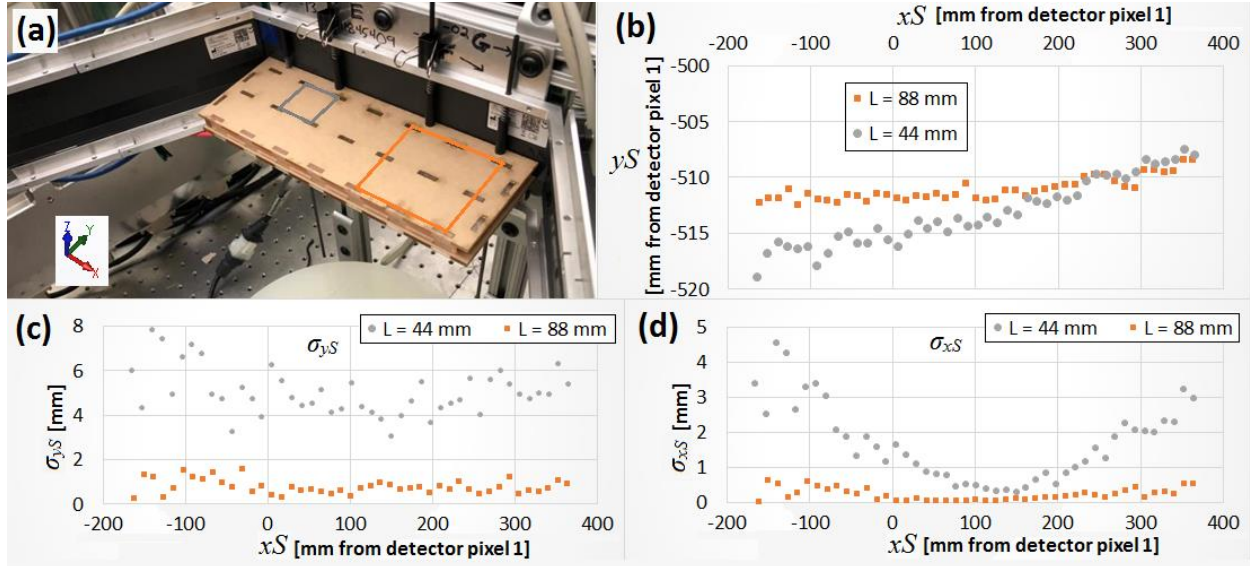 (a)
E
845409
-02 G
Z
Y
X
(b)
xS [mm from detector pixel 1]
-200 -100 0 100 200 300 400
-500
-505
-510
-515
-520
yS [mm from detector pixel 1]
L = 88 mm
L = 44 mm
(c)
8
6
4
2
0
σyS [mm]
L = 44 mm L = 88 mm
σyS
-200 -100 0 100 200 300 400
xS [mm from detector pixel 1]
(d)
5
4
3
2
1
0
σxS [mm]
L = 44 mm L = 88 mm
σxS
-200 -100 0 100 200 300 400
xS [mm from detector pixel 1]